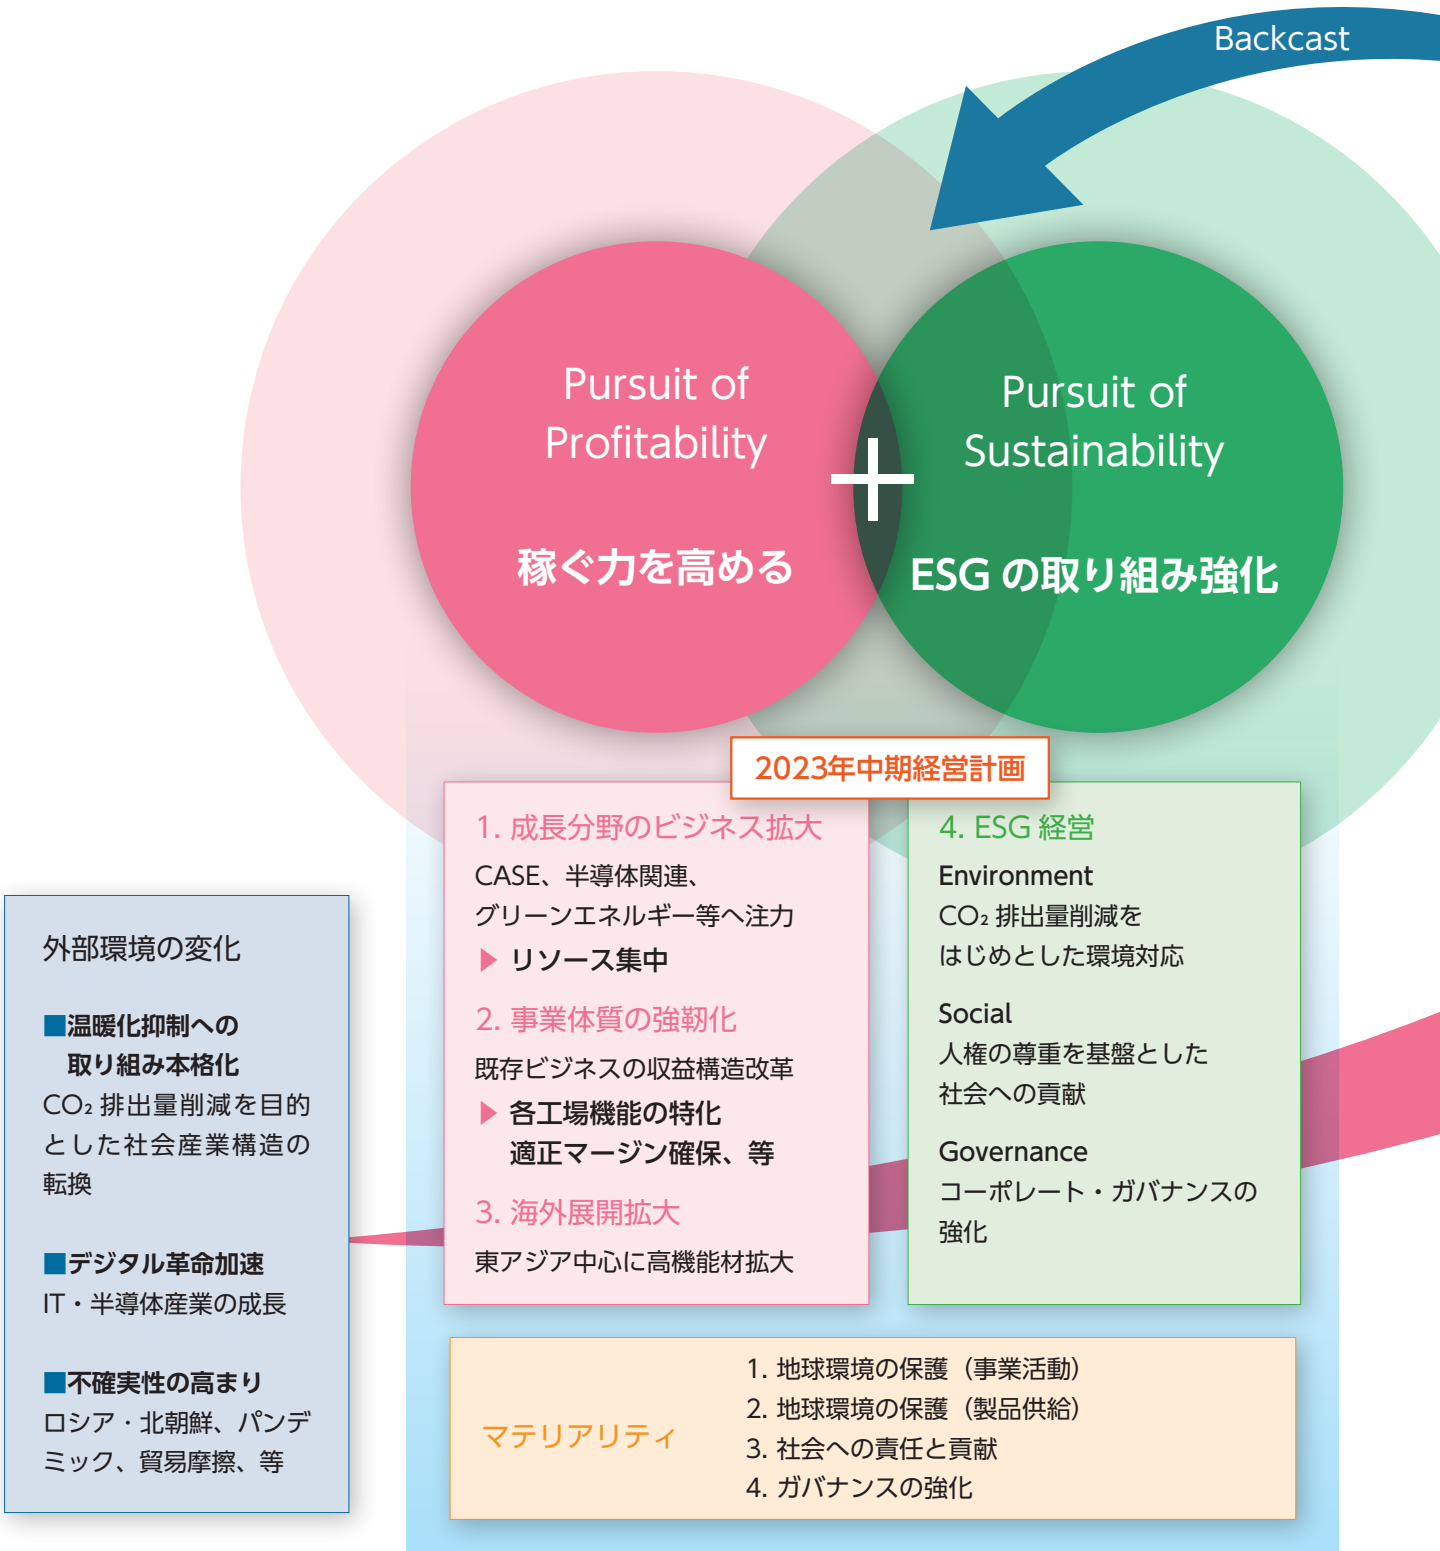 Backcast
Pursuit of
Profitability
稼ぐ力を高める
Pursuit of
Sustainability
ESG の取り組み強化
2023年中期経営計画
1. 成長分野のビジネス拡大
CASE、半導体関連、
グリーンエネルギー等へ注力
▶ リソース集中
2. 事業体質の強靭化
既存ビジネスの収益構造改革
▶ 各工場機能の特化
適正マージン確保、等
3. 海外展開拡大
東アジア中心に高機能材拡大
4. ESG 経営
Environment
CO₂ 排出量削減を
はじめとした環境対応
Social
人権の尊重を基盤とした
社会への貢献
Governance
コーポレート・ガバナンスの
強化
外部環境の変化
■温暖化抑制への
取り組み本格化
CO₂ 排出量削減を目的
とした社会産業構造の
転換
■デジタル革命加速
IT・半導体産業の成長
■不確実性の高まり
ロシア・北朝鮮、パンデ
ミック、貿易摩擦、等
マテリアリティ
1. 地球環境の保護（事業活動）
2. 地球環境の保護（製品供給）
3. 社会への責任と貢献
4. ガバナンスの強化